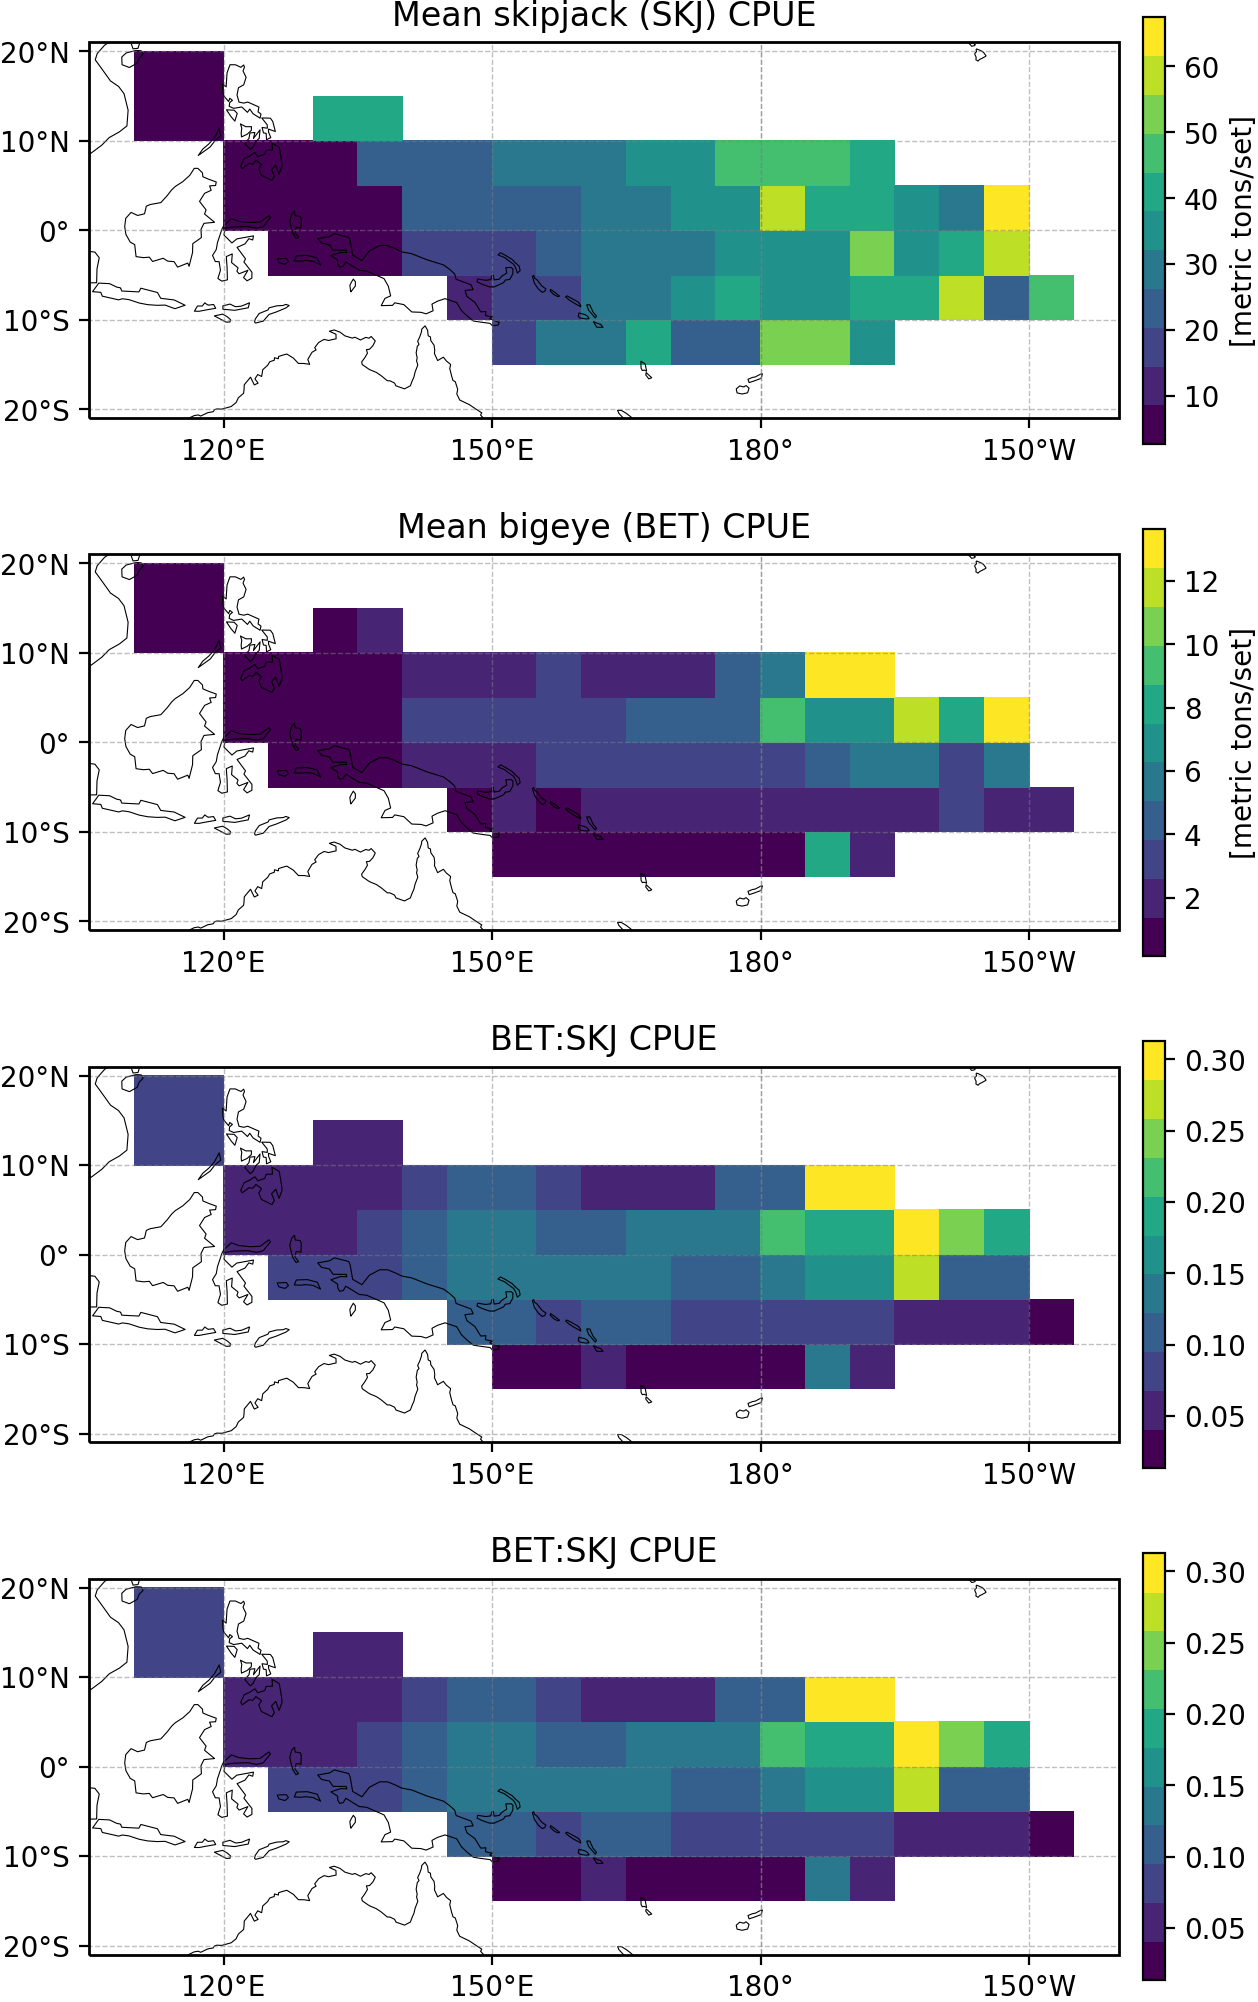 Mean skipjack (SKJ) CPUE
20°N
10°N
0°
10°S
20°S
120°E 150°E 180° 150°W
60
50
40
30
20
10
[metric tons/set]
Mean bigeye (BET) CPUE
20°N
10°N
0°
10°S
20°S
120°E 150°E 180° 150°W
12
10
8
6
4
2
[metric tons/set]
BET:SKJ CPUE
20°N
10°N
0°
10°S
20°S
120°E 150°E 180° 150°W
0.30
0.25
0.20
0.15
0.10
0.05
BET:SKJ CPUE
20°N
10°N
0°
10°S
20°S
120°E 150°E 180° 150°W
0.30
0.25
0.20
0.15
0.10
0.05